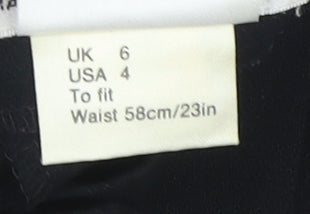 UK 6
USA 4
To fit
Waist 58cm/23in